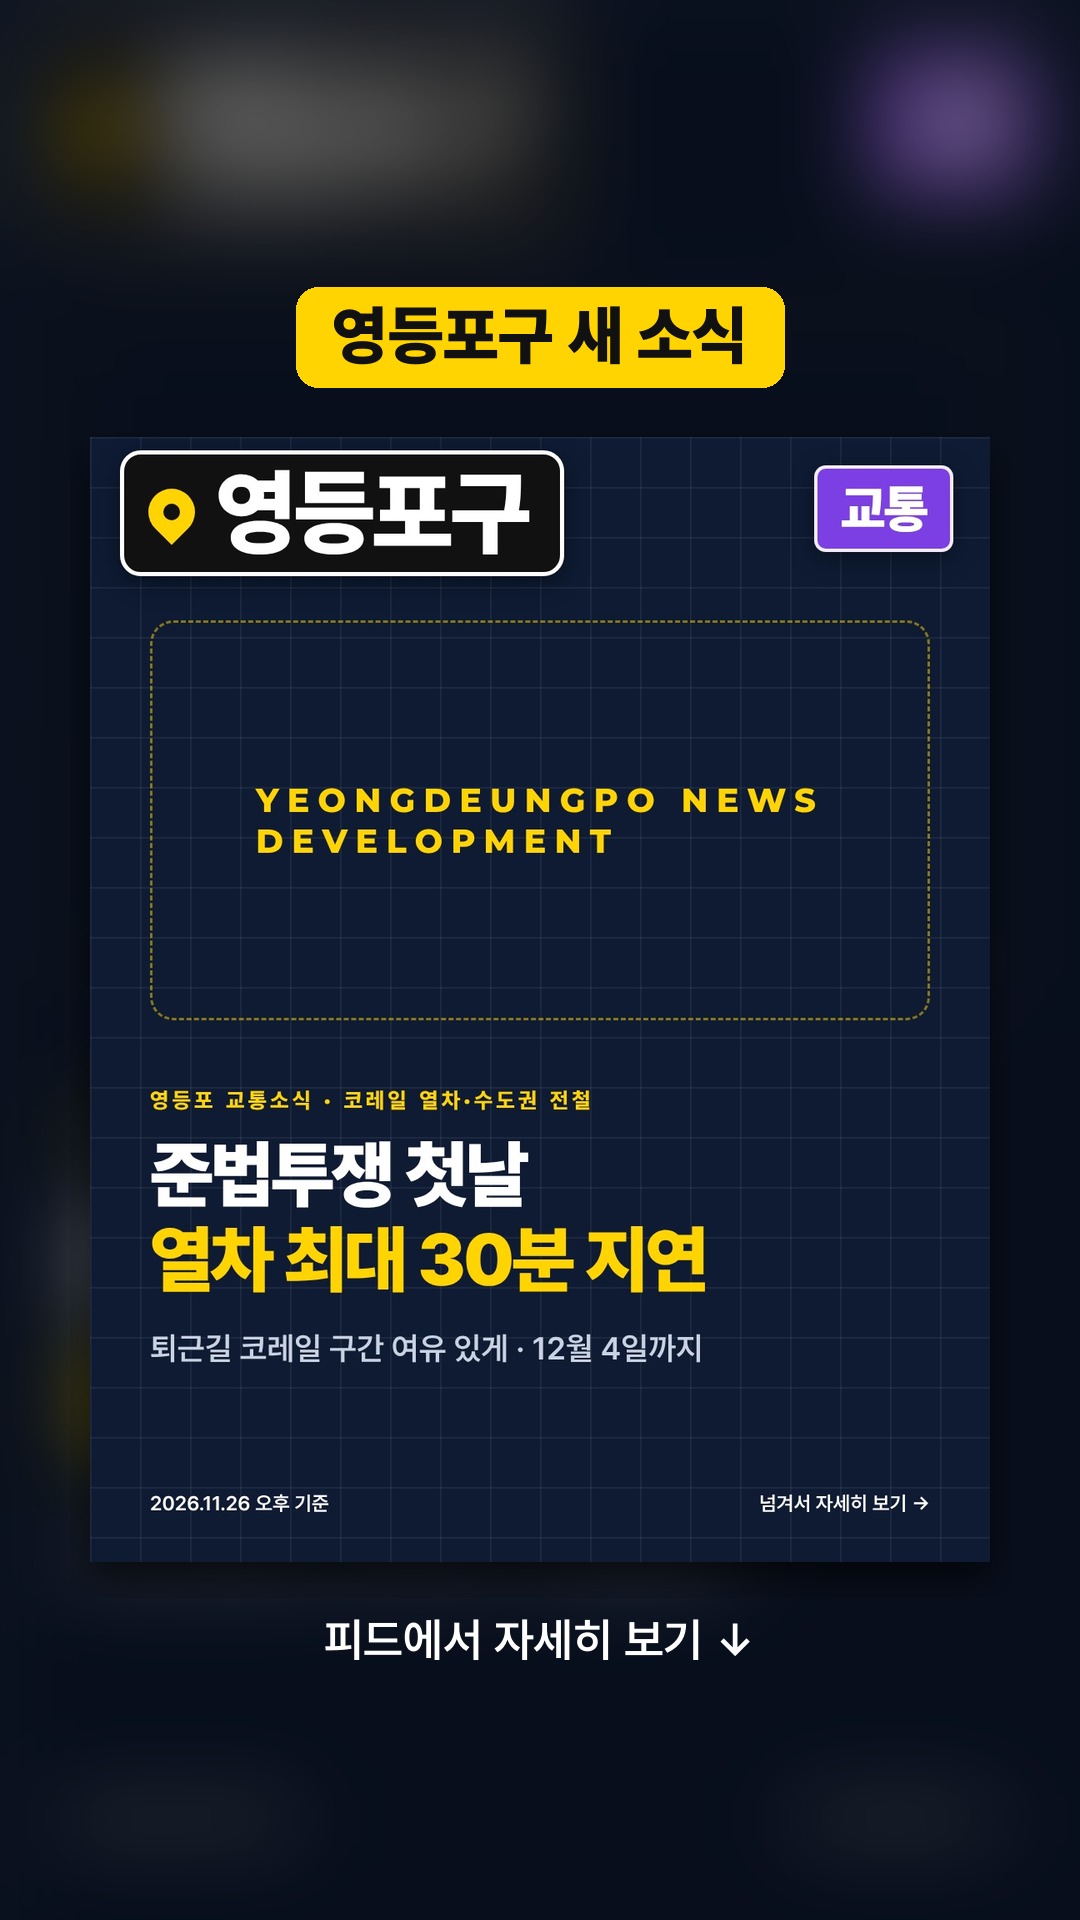 영등포구 새 소식
영등포구
교통
YEONGDEUNGPO NEWS
DEVELOPMENT
영등포 교통소식 · 코레일 열차·수도권 전철
준법투쟁 첫날
열차 최대 30분 지연
퇴근길 코레일 구간 여유 있게 · 12월 4일까지
2026.11.26 오후 기준
넘겨서 자세히 보기 →
피드에서 자세히 보기 ↓